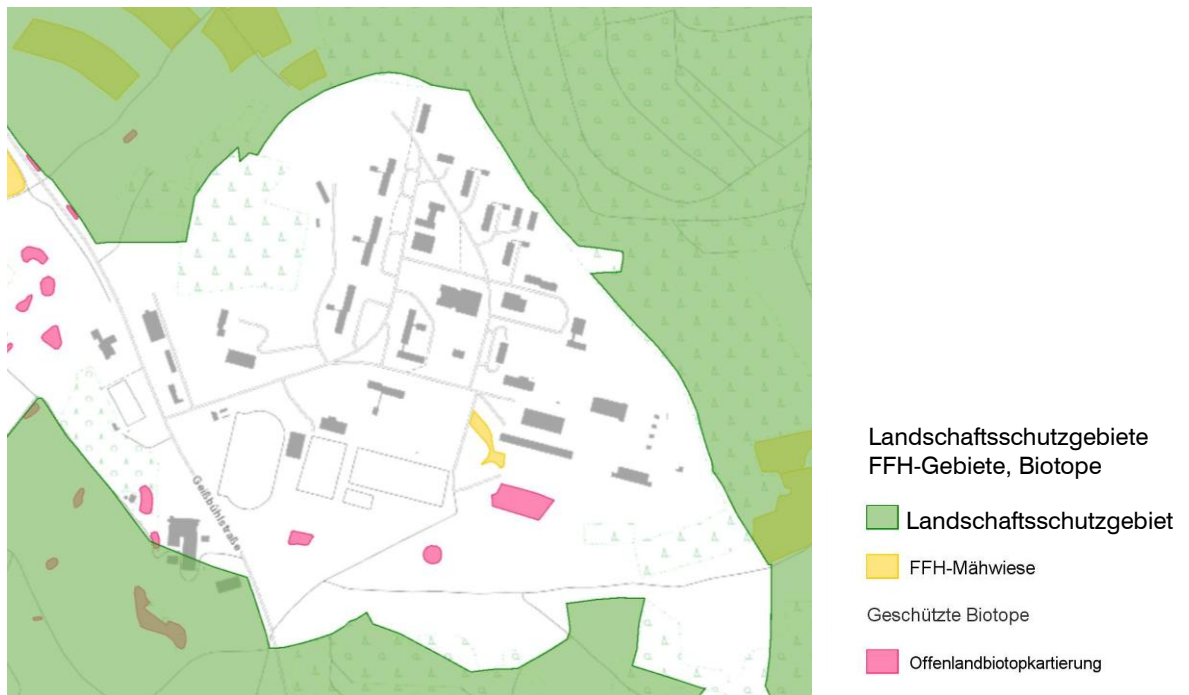 Geißbühlstraße
Landschaftsschutzgebiete
FFH-Gebiete, Biotope
Landschaftsschutzgebiet
FFH-Mähwiese
Geschützte Biotope
Offenlandbiotopkartierung